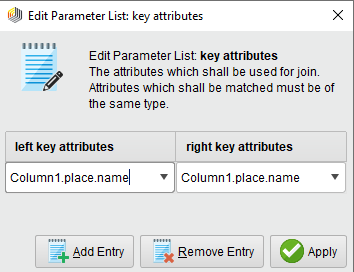 Edit Parameter List: key attributes
Edit Parameter List: key attributes
The attributes which shall be used for join.
Attributes which shall be matched must be of
the same type.
left key attributes right key attributes
Column1.place.name Column1.place.name
Add Entry Remove Entry Apply